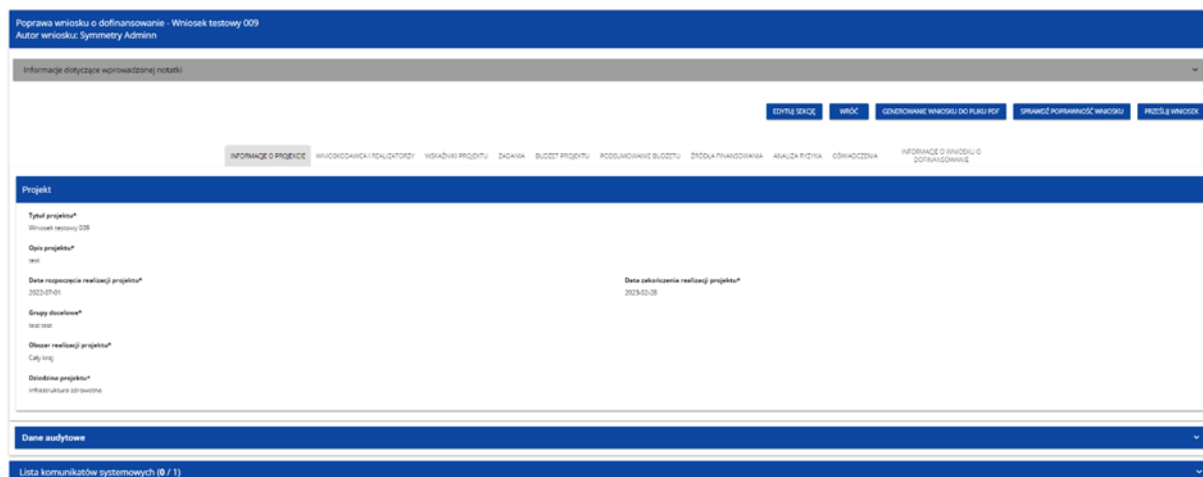 Poprawa wniosku o dofinansowanie - Wniosek testowy 009
Autor wniosku: Symmetry Adminn
Informacje dotyczące wprowadzonej notatki
EDYTUJ SEKCJĘ WRÓĆ GENEROWANIE WNIOSKU DO PLIKU PDF SPRAWDŹ POPRAWNOŚĆ WNIOSKU PRZEŚLIJ WNIOSEK
INFORMACJE O PROJEKCIE WNIOSKODAWCA I REALIZATORZY WSKAŹNIKI PROJEKTU ZADANIA BUDŻET PROJEKTU PODSUMOWANIE BUDŻETU ŹRÓDŁA FINANSOWANIA ANALIZA RYZYKA OŚWIADCZENIA INFORMACJE O WNIOSKU O
DOFINANSOWANIE
Projekt
Tytuł projektu*
Wniosek testowy 009
Opis projektu*
test
Data rozpoczęcia realizacji projektu* Data zakończenia realizacji projektu*
2022-07-01 2023-02-28
Grupy docelowe*
test test
Obszar realizacji projektu*
Cały kraj
Dziedzina projektu*
Infrastruktura zdrowotna
Dane audytowe
Lista komunikatów systemowych (0 / 1)